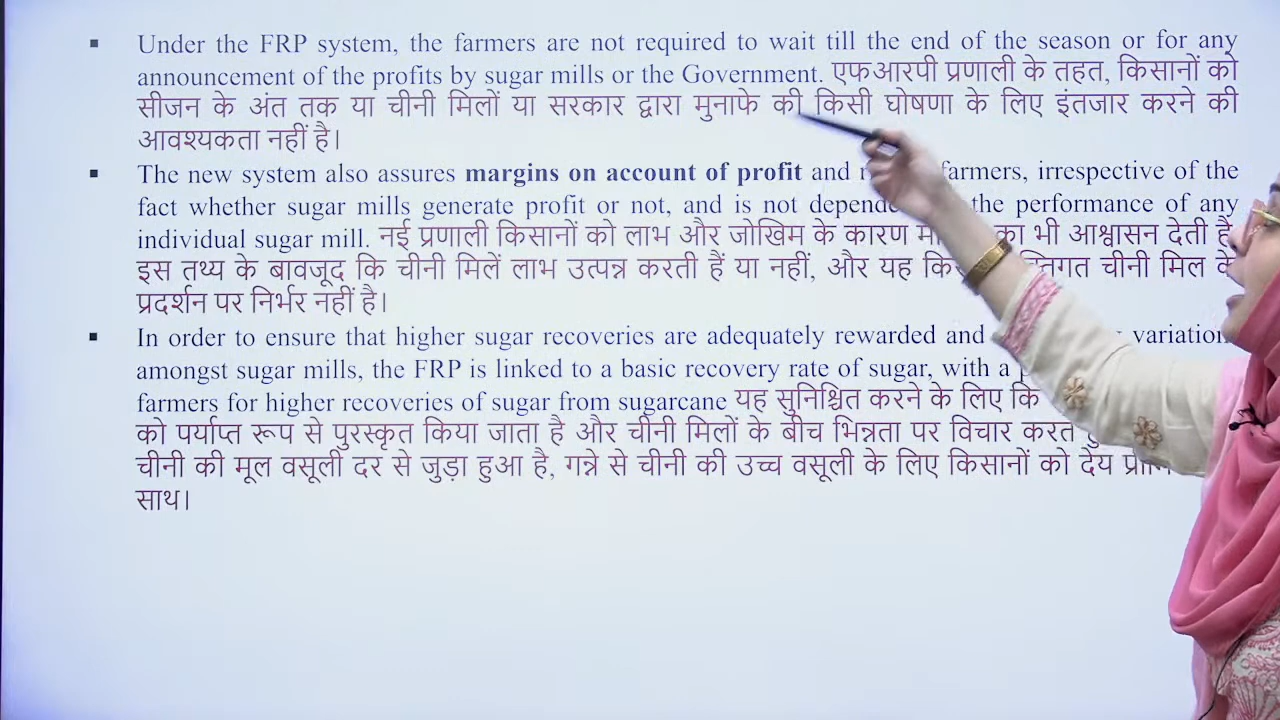 Under the FRP system, the farmers are not required to wait till the end of the season or for any
announcement of the profits by sugar mills or the Government. एफआरपी प्रणाली के तहत, किसानों को
सीजन के अंत तक या चीनी मिलों या सरकार द्वारा मुनाफे की किसी घोषणा के लिए इंतजार करने की
आवश्यकता नहीं है।
The new system also assures margins on account of profit and farmers, irrespective of the
fact whether sugar mills generate profit or not, and is not the performance of any
individual sugar mill. नई प्रणाली किसानों को लाभ और जोखिम के कारण का भी आश्वासन देती है
इस तथ्य के बावजूद कि चीनी मिलें लाभ उत्पन्न करती हैं या नहीं, और यह चीनी मिल के
प्रदर्शन पर निर्भर नहीं है।
In order to ensure that higher sugar recoveries are adequately rewarded and
amongst sugar mills, the FRP is linked to a basic recovery rate of sugar, with a
farmers for higher recoveries of sugar from sugarcane यह सुनिश्चित करने के लिए कि
को पर्याप्त रूप से पुरस्कृत किया जाता है और चीनी मिलों के बीच भिन्नता पर विचार करते
चीनी की मूल वसूली दर से जुड़ा हुआ है, गन्ने से चीनी की उच्च वसूली के लिए किसानों को देय
साथ।